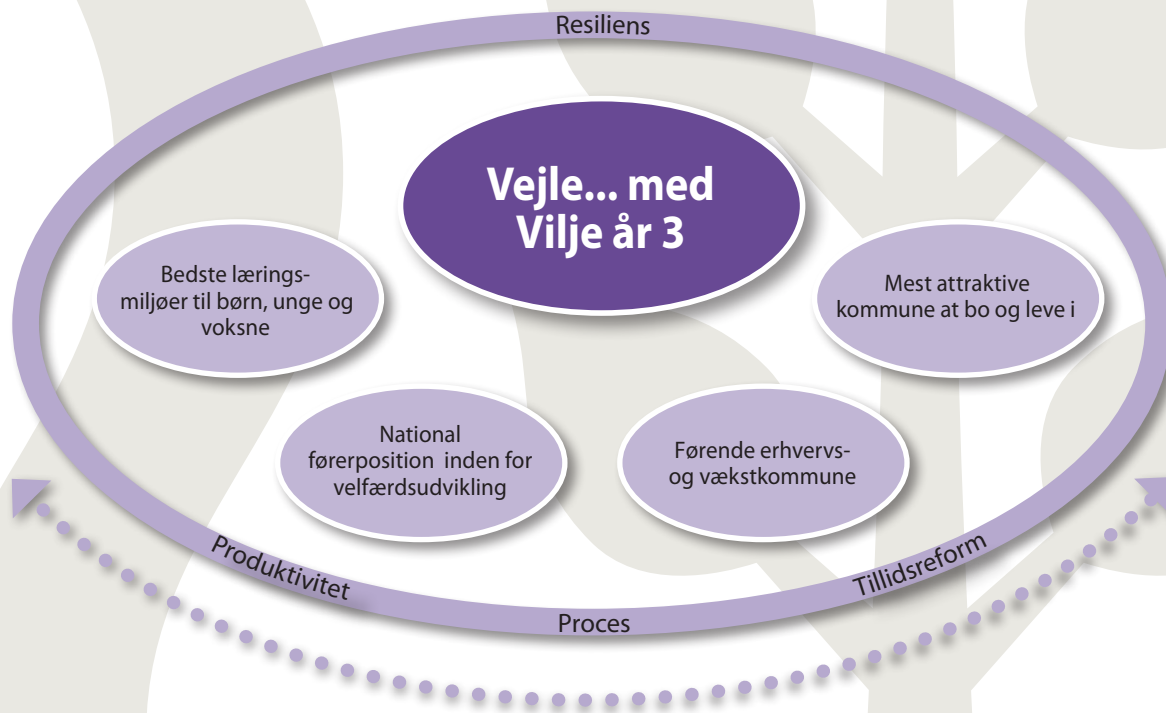 Resiliens
Vejle... med
Vilje år 3
Bedste lærings-
miljøer til børn, unge og
voksne
Mest attraktive
kommune at bo og leve i
National
førerposition inden for
velfærdsudvikling
Førende erhvervs-
og vækstkommune
Produktivitet
Proces
Tillidsreform